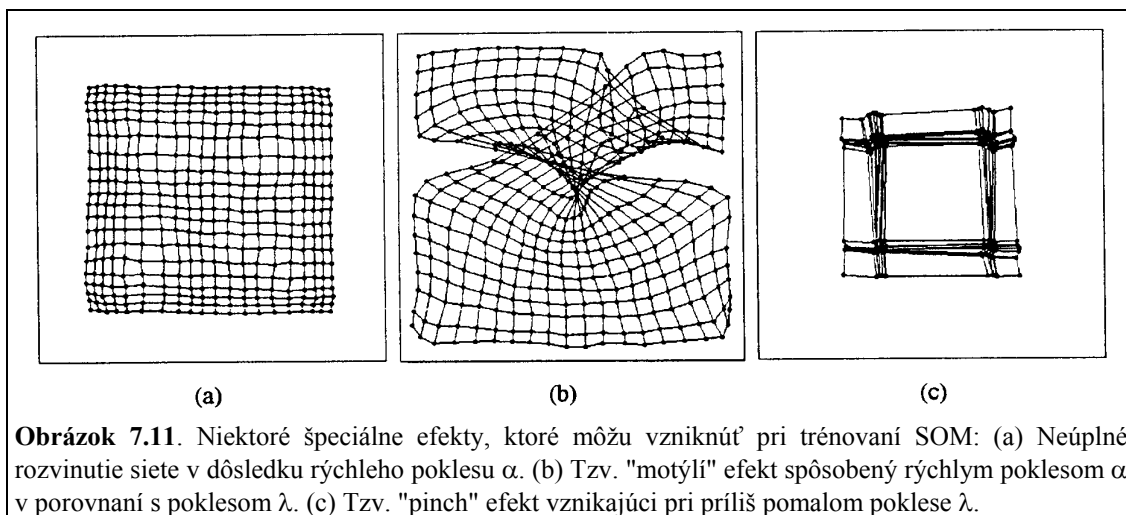 (a)
(b)
(c)
Obrázok 7.11. Niektoré špeciálne efekty, ktoré môžu vzniknúť pri trénovaní SOM: (a) Neúplné
rozvinutie siete v dôsledku rýchleho poklesu α. (b) Tzv. "motýlí" efekt spôsobený rýchlym poklesom α
v porovnaní s poklesom λ. (c) Tzv. "pinch" efekt vznikajúci pri príliš pomalom poklese λ.